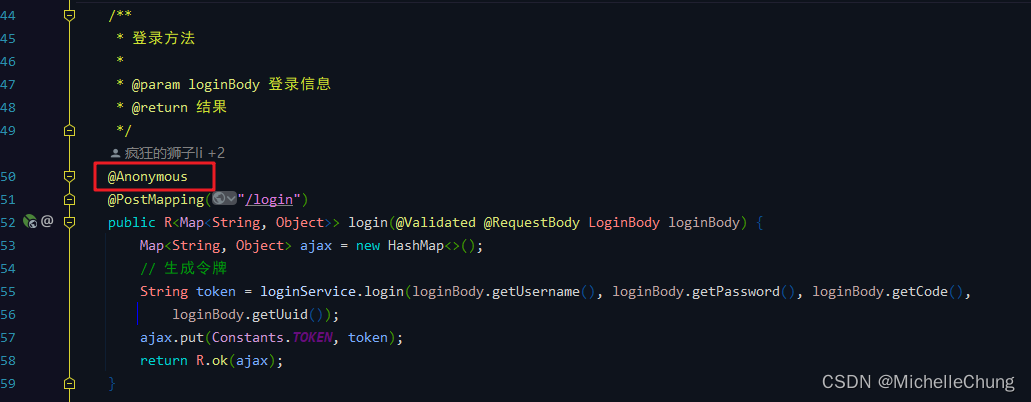 44 /**
45 * 登录方法
46 *
47 * @param loginBody 登录信息
48 * @return 结果
49 */
疯狂的狮子li +2
50 @Anonymous
51 @PostMapping("/login")
52 @ public R<Map<String, Object>> login(@Validated @RequestBody LoginBody loginBody) {
53 Map<String, Object> ajax = new HashMap<>();
54 // 生成令牌
55 String token = loginService.login(loginBody.getUsername(), loginBody.getPassword(), loginBody.getCode(),
56 loginBody.getUuid());
57 ajax.put(Constants.TOKEN, token);
58 return R.ok(ajax);
59 }
CSDN @MichelleChung